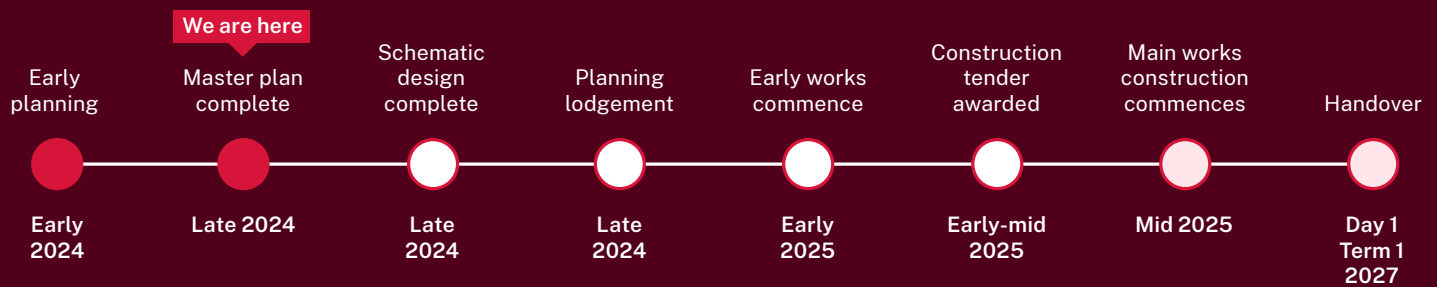 We are here
Early
planning
Master plan
complete
Schematic
design
complete
Planning
lodgement
Early works
commence
Construction
tender
awarded
Main works
construction
commences
Handover
Early
2024
Late 2024
Late
2024
Late
2024
Early
2025
Early-mid
2025
Mid 2025
Day 1
Term 1
2027